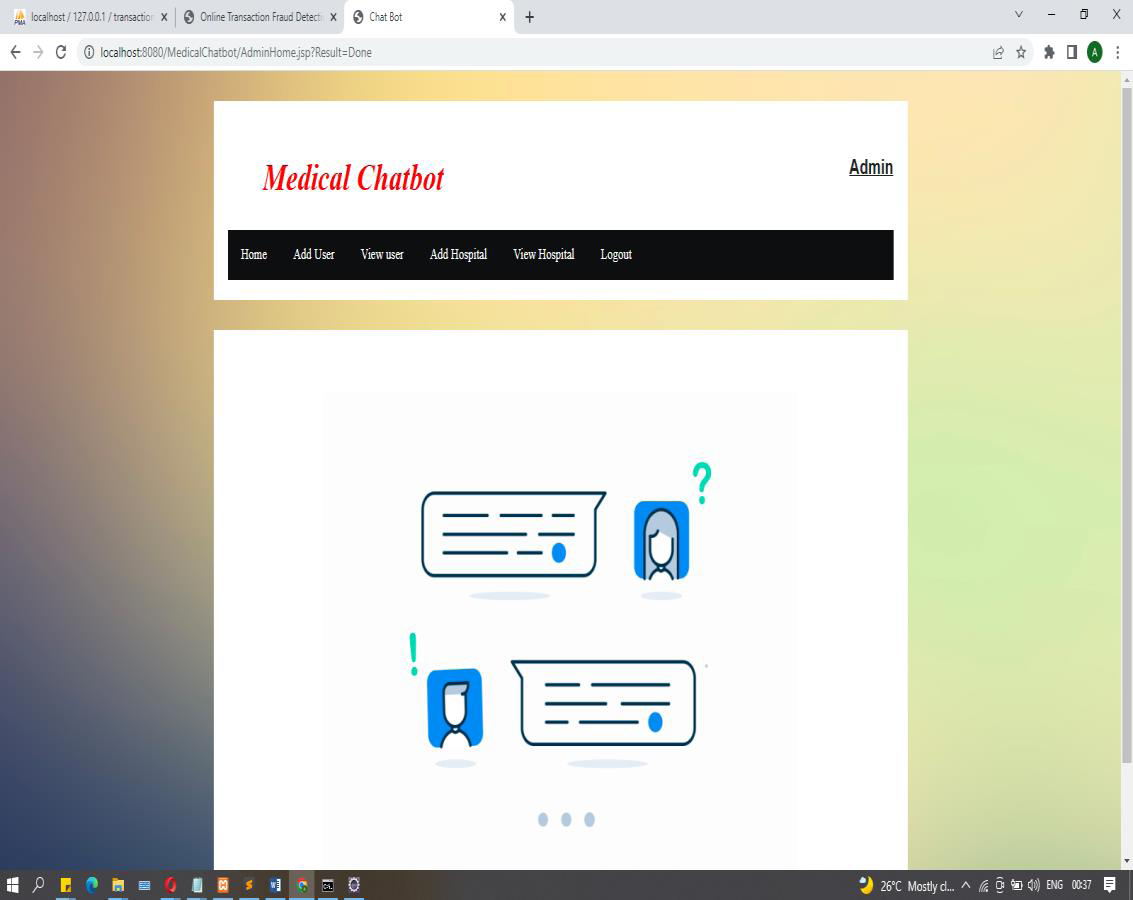 localhost / 127.0.0.1 / transaction
Online Transaction Fraud Detecti
Chat Bot
localhost:8080/MedicalChatbot/AdminHome.jsp?Result=Done
A
Medical Chatbot
Admin
Home Add User View user Add Hospital View Hospital Logout
?
!
26°C Mostly cl... ENG 00:37